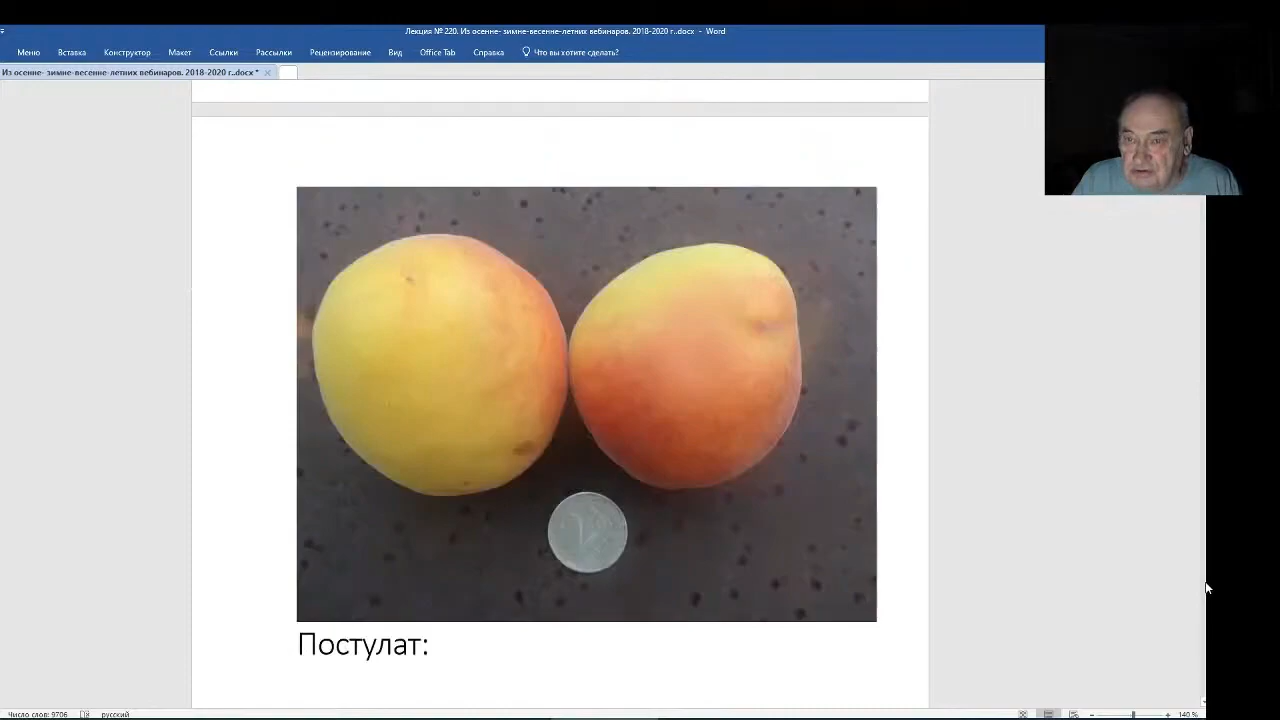 Лекция № 220. Из осенне- зимне-весенне-летних вебинаров. 2018-2020 г..docx - Word
Меню Вставка Конструктор Макет Ссылки Рассылки Рецензирование Вид Office Tab Справка Что вы хотите сделать?
Из осенне- зимне-весенне-летних вебинаров. 2018-2020 г..docx *
Постулат:
Число слов: 9706 русский 140 %